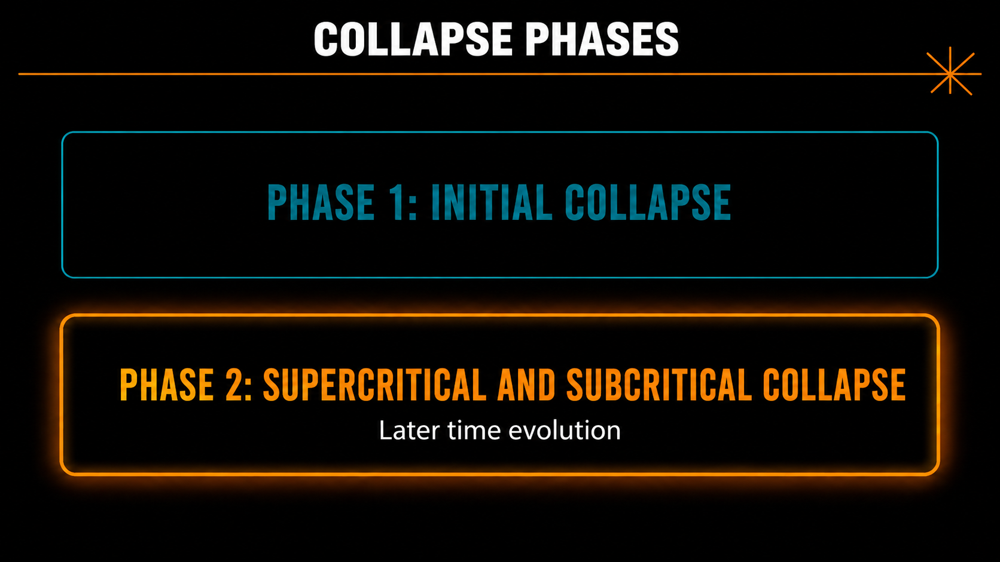 COLLAPSE PHASES
PHASE 1: INITIAL COLLAPSE
PHASE 2: SUPERCRITICAL AND SUBCRITICAL COLLAPSE
Later time evolution